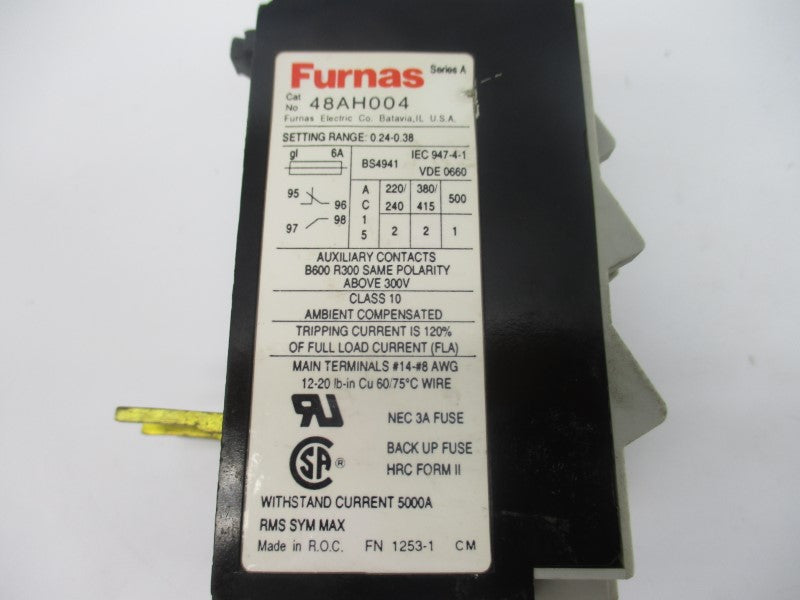 Furnas Series A
Cat No 48AH004
Furnas Electric Co. Batavia, IL U.S.A.
SETTING RANGE: 0.24-0.38
gl 6A
BS4941 IEC 947-4-1
VDE 0660
95 96
97 98
AC15 220/240 380/415 500
2 2 1
AUXILIARY CONTACTS
B600 R300 SAME POLARITY
ABOVE 300V
CLASS 10
AMBIENT COMPENSATED
TRIPPING CURRENT IS 120%
OF FULL LOAD CURRENT (FLA)
MAIN TERMINALS #14-#8 AWG
12-20 lb-in Cu 60/75°C WIRE
RU NEC 3A FUSE
SA ® BACK UP FUSE
HRC FORM II
WITHSTAND CURRENT 5000A
RMS SYM MAX
Made in R.O.C. FN 1253-1 CM